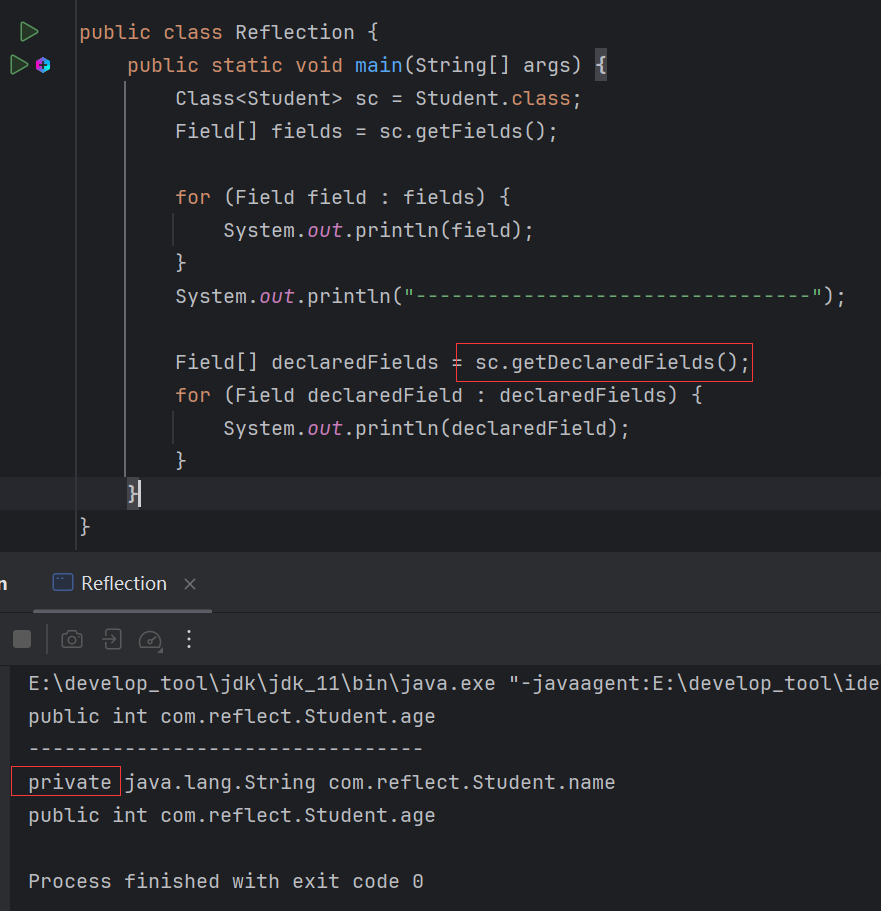 public class Reflection {
    public static void main(String[] args) {
        Class<Student> sc = Student.class;
        Field[] fields = sc.getFields();
        for (Field field : fields) {
            System.out.println(field);
        }
        System.out.println("---------------------------------");
        Field[] declaredFields = sc.getDeclaredFields();
        for (Field declaredField : declaredFields) {
            System.out.println(declaredField);
        }
    }
}
n Reflection ×
E:\develop_tool\jdk\jdk_11\bin\java.exe "-javaagent:E:\develop_tool\ide
public int com.reflect.Student.age
---------------------------------
private java.lang.String com.reflect.Student.name
public int com.reflect.Student.age
Process finished with exit code 0